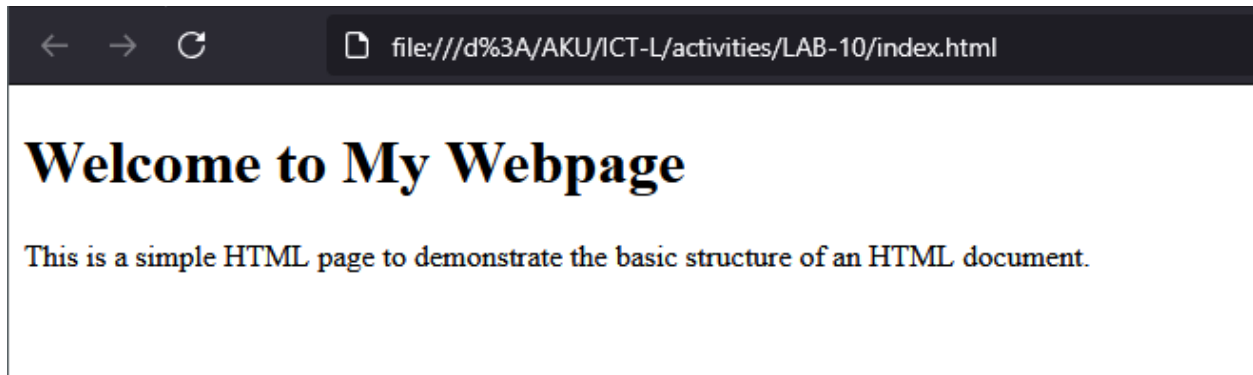 file:///d%3A/AKU/ICT-L/activities/LAB-10/index.html
Welcome to My Webpage
This is a simple HTML page to demonstrate the basic structure of an HTML document.